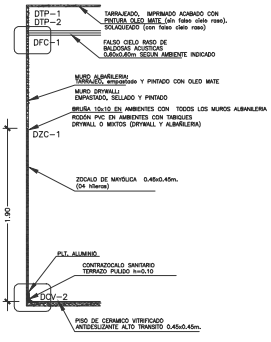 DTP-1
DTP-2
TARRAJEADO, IMPRIMADO ACABADO CON
PINTURA OLEO MATE (sin falso cielo raso).
SOLAQUEADO (con falso cielo raso)
DFC-1
FALSO CIELO RASO DE
BALDOSAS ACUSTICAS
0.60x0.60m SECUN AMBIENTE INDICADO
MURO ALBAÑILERIA:
TARRAJEO, empastado Y PINTADO CON OLEO MATE
MURO DRYWALL:
EMPASTADO, SELLADO Y PINTADO
BRUÑA 10x10 EN AMBIENTES CON TODOS LOS MUROS ALBANILERIA
RODÓN PVC EN AMBIENTES CON TABIQUES
DRYWALL O MIXTOS (DRYWALL Y ALBAÑILERIA)
DZC-1
ZOCALO DE MAYÓLICA 0.45x0.45m.
(04 hileras)
1.90
PLT. ALUMINIÓ
CONTRAZOCALO SANITARIO
TERRAZO PULIDO h=0.10
DCV-2
PISO DE CERAMICO VITRIFICADO
ANTIDESLIZANTE ALTO TRANSITO 0.45x0.45m.